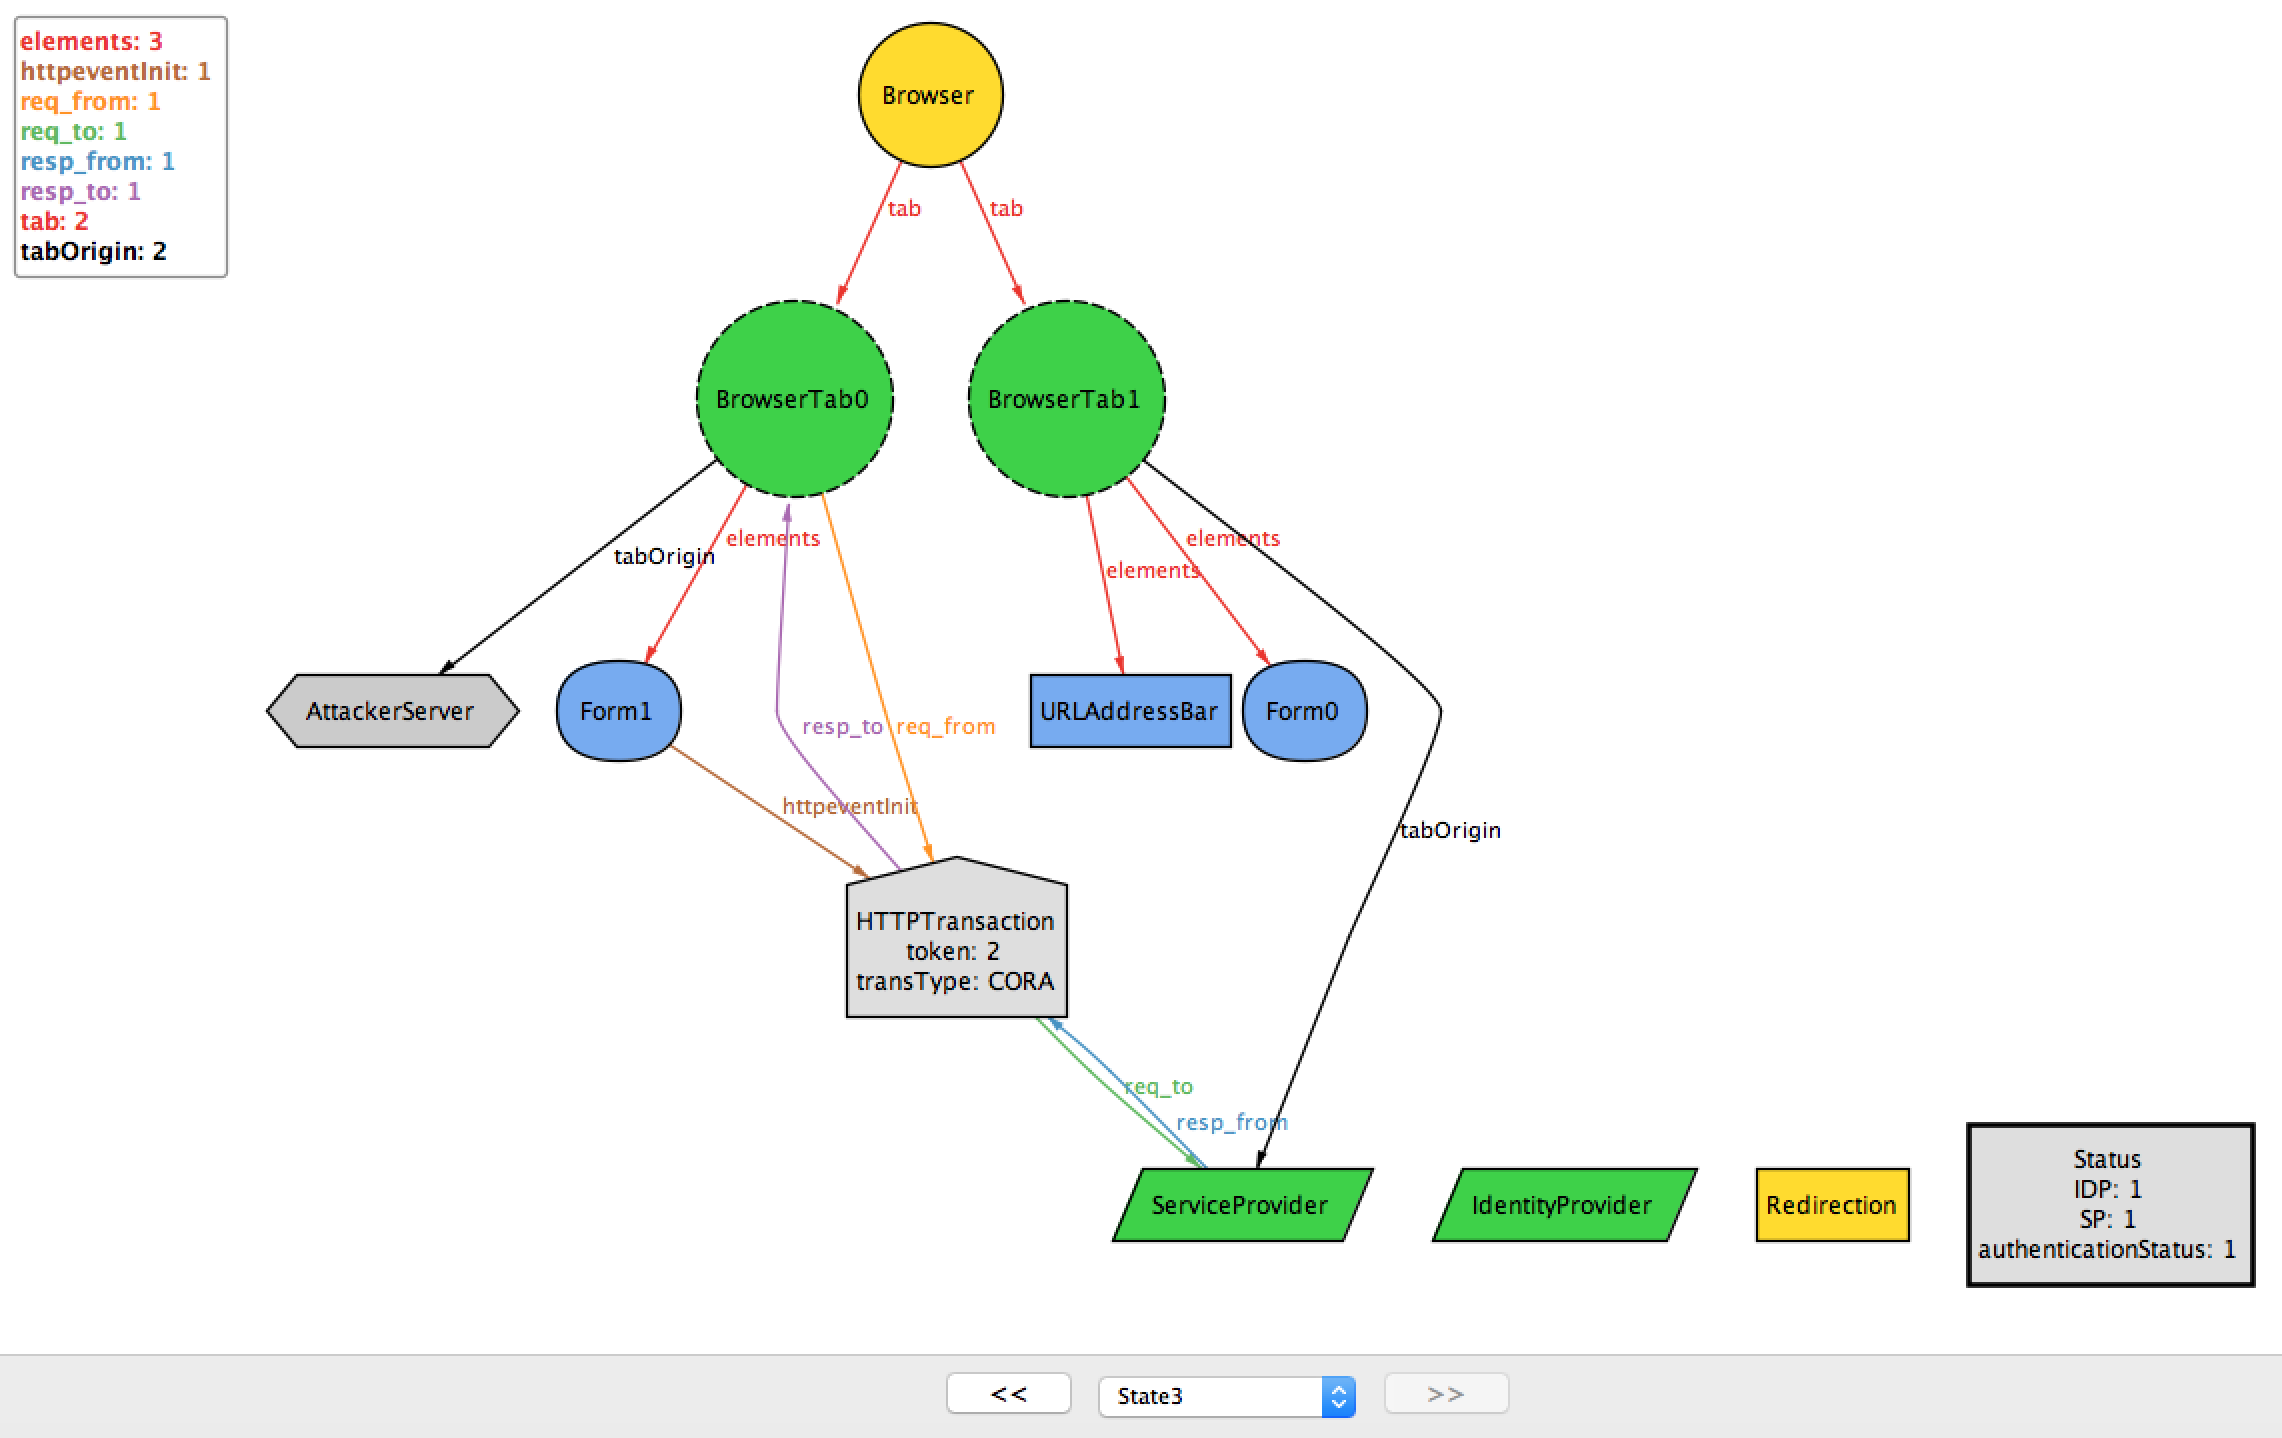 elements: 3
httpeventInit: 1
req_from: 1
req_to: 1
resp_from: 1
resp_to: 1
tab: 2
tabOrigin: 2
Browser
tab
tab
BrowserTab0
BrowserTab1
elements
elements
tabOrigin
elements
AttackerServer
Form1
URLAddressBar
Form0
resp_to
req_from
httpeventInit
tabOrigin
HTTPTransaction
token: 2
transType: CORA
req_to
resp_from
ServiceProvider
IdentityProvider
Redirection
Status
IDP: 1
SP: 1
authenticationStatus: 1
<<
State3
>>